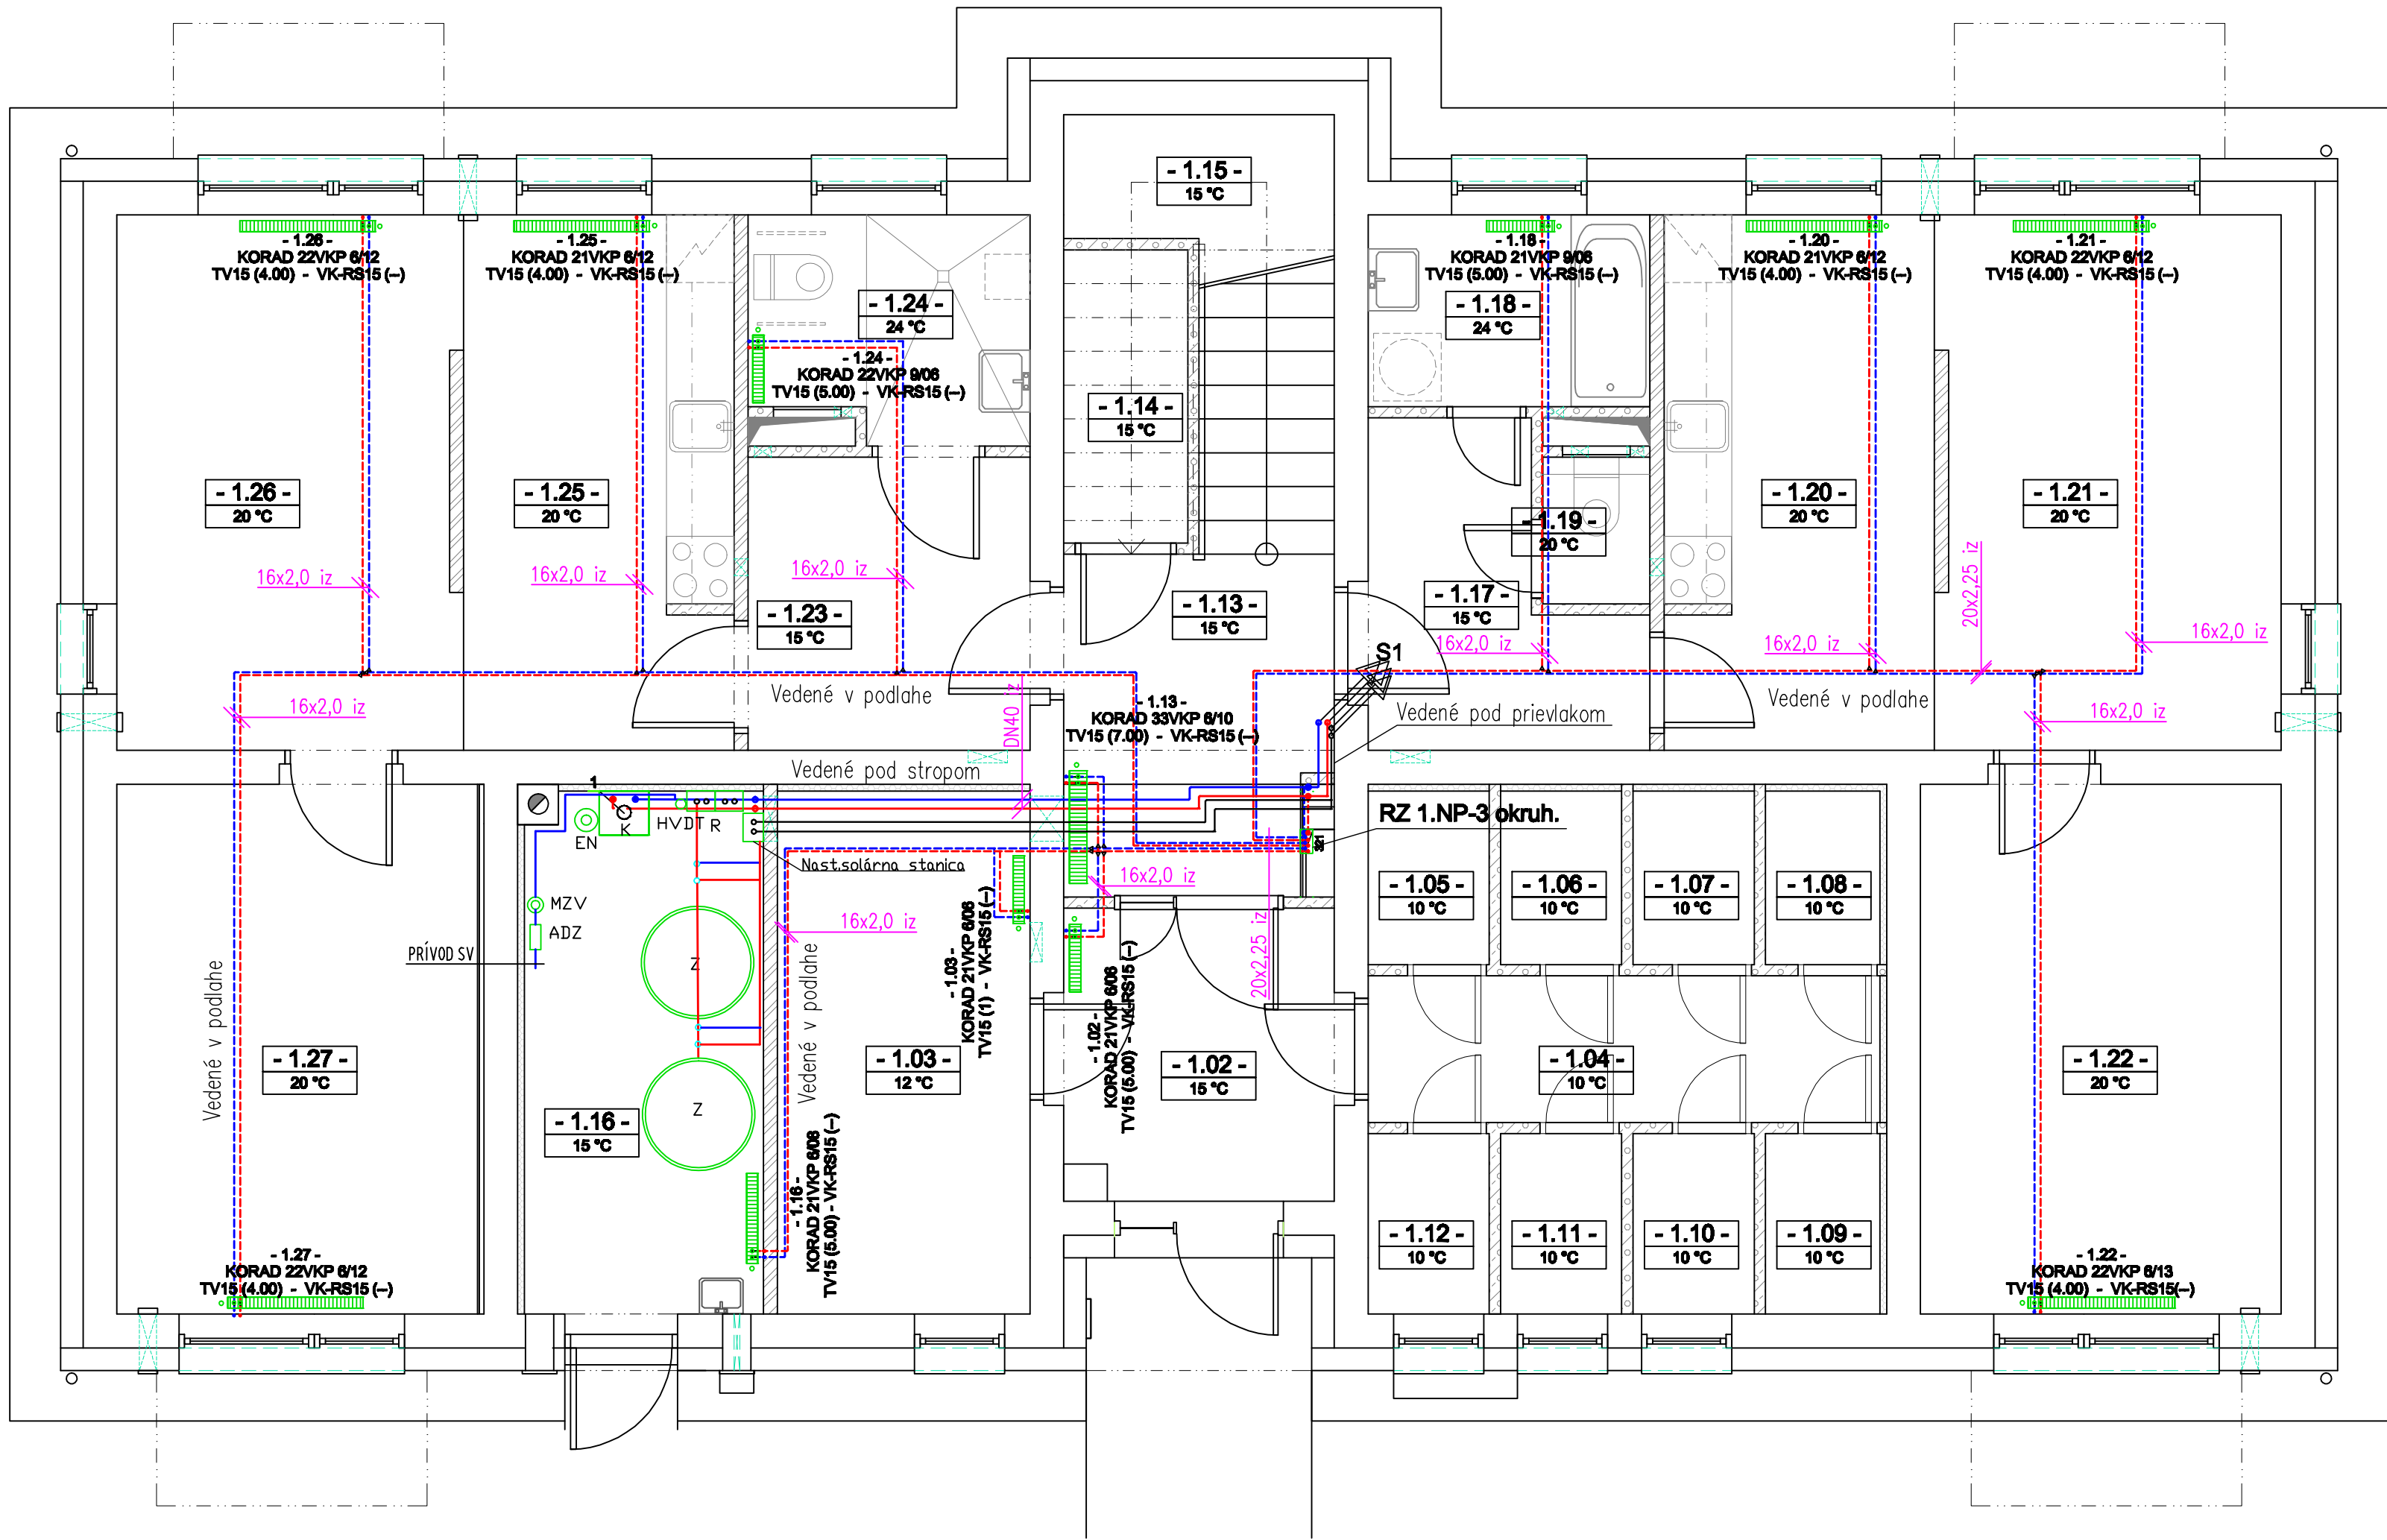 - 1.15 -
15 °C
- 1.26 -
KORAD 22VKP 6/12
TV15 (4.00) - VK-RS15 (--)
- 1.25 -
KORAD 21VKP 6/12
TV15 (4.00) - VK-RS15 (--)
- 1.18 -
KORAD 21VKP 9/06
TV15 (5.00) - VK-RS15 (--)
- 1.20 -
KORAD 21VKP 6/12
TV15 (4.00) - VK-RS15 (--)
- 1.21 -
KORAD 22VKP 6/12
TV15 (4.00) - VK-RS15 (--)
- 1.24 -
24 °C
- 1.18 -
24 °C
- 1.24 -
KORAD 22VKP 9/06
TV15 (5.00) - VK-RS15 (--)
- 1.14 -
15 °C
- 1.26 -
20 °C
- 1.25 -
20 °C
- 1.20 -
20 °C
- 1.21 -
20 °C
- 1.19 -
20 °C
16x2,0 iz
16x2,0 iz
16x2,0 iz
20x2,25 iz
- 1.23 -
15 °C
- 1.13 -
15 °C
- 1.17 -
15 °C
16x2,0 iz
16x2,0 iz
16x2,0 iz
S1
Vedené v podlahe
Vedené v podlahe
16x2,0 iz
DN40 iz
- 1.13 -
KORAD 33VKP 6/10
TV15 (7.00) - VK-RS15 (--)
Vedené pod prievlakom
16x2,0 iz
Vedené pod stropom
1
K
EN
HVDT
R
RZ 1.NP-3 okruh.
Nast.solárna stanica
16x2,0 iz
- 1.05 -
10 °C
- 1.06 -
10 °C
- 1.07 -
10 °C
- 1.08 -
10 °C
MZV
ADZ
PRÍVOD SV
16x2,0 iz
20x2,25 iz
Z
Vedené v podlahe
Vedené v podlahe
- 1.03 -
KORAD 21VKP 6/06
TV15 (1) - VK-RS15 (--)
- 1.02 -
KORAD 21VKP 6/06
TV15 (5.00) - VK-RS15 (--)
- 1.27 -
20 °C
- 1.03 -
12 °C
- 1.02 -
15 °C
- 1.04 -
10 °C
- 1.22 -
20 °C
Z
- 1.16 -
15 °C
- 1.16 -
KORAD 21VKP 6/08
TV15 (5.00) - VK-RS15 (--)
- 1.12 -
10 °C
- 1.11 -
10 °C
- 1.10 -
10 °C
- 1.09 -
10 °C
- 1.27 -
KORAD 22VKP 6/12
TV15 (4.00) - VK-RS15 (--)
- 1.22 -
KORAD 22VKP 6/13
TV15 (4.00) - VK-RS15(--)